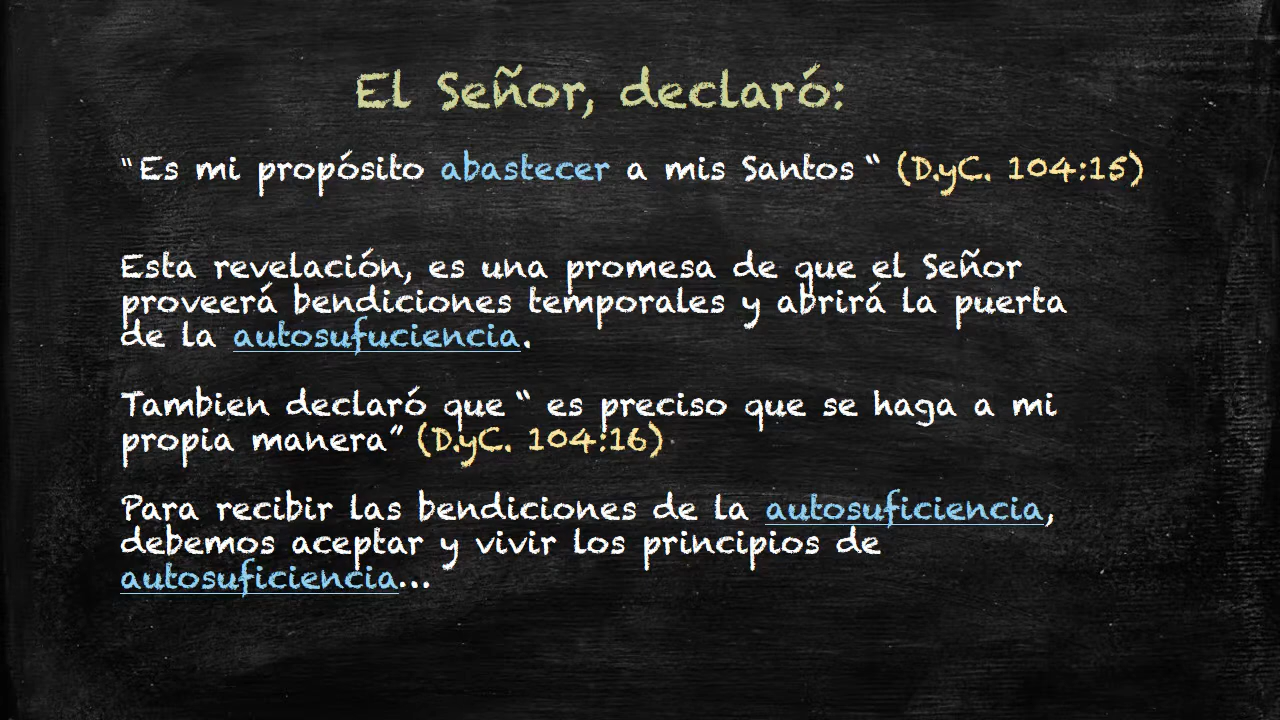 El Señor, declaró:
"Es mi propósito abastecer a mis Santos “ (D.yC. 104:15)
Esta revelación, es una promesa de que el Señor
proveerá bendiciones temporales y abrirá la puerta
de la autosufuciencia.
Tambien declaró que “ es preciso que se haga a mi
propia manera” (D.yC. 104:16)
Para recibir las bendiciones de la autosuficiencia,
debemos aceptar y vivir los principios de
autosuficiencia…